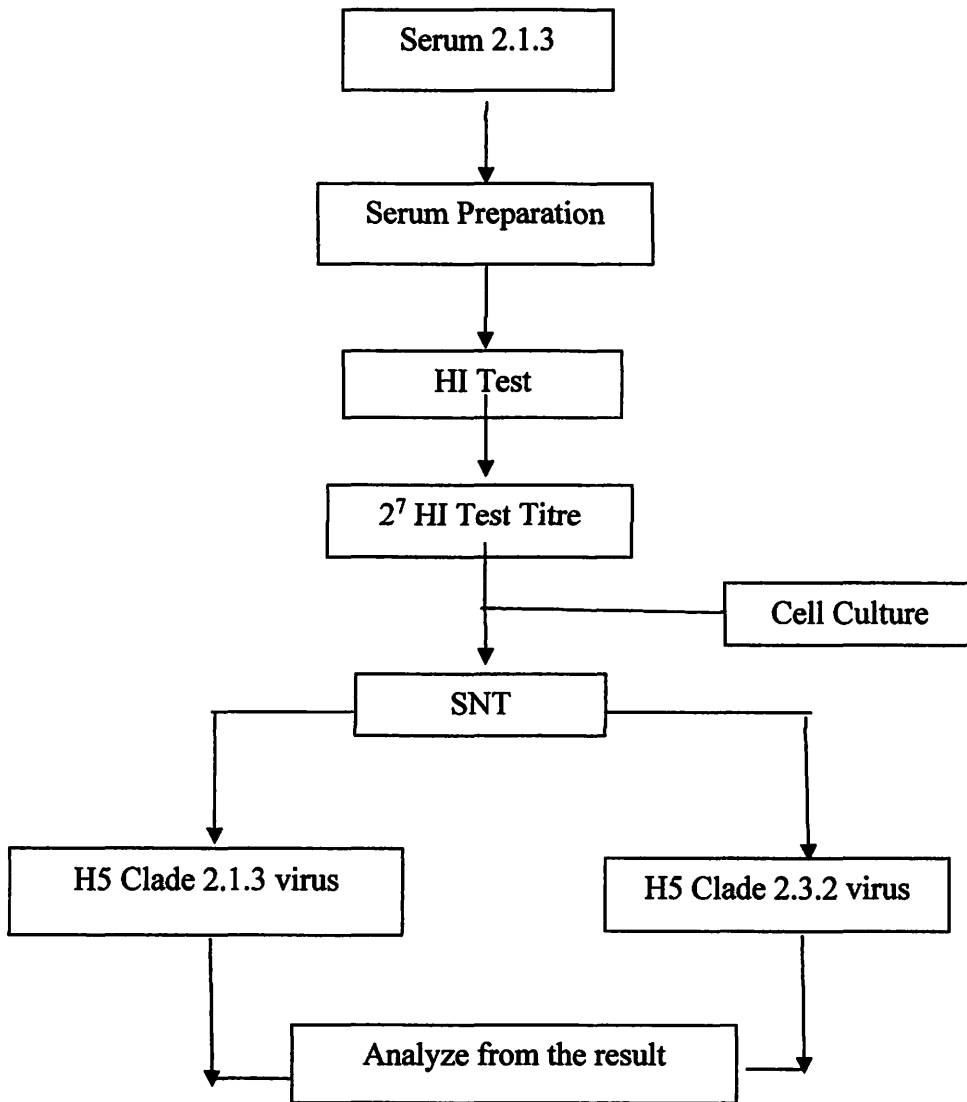 Serum 2.1.3
Serum Preparation
HI Test
2⁷ HI Test Titre
Cell Culture
SNT
H5 Clade 2.1.3 virus
H5 Clade 2.3.2 virus
Analyze from the result